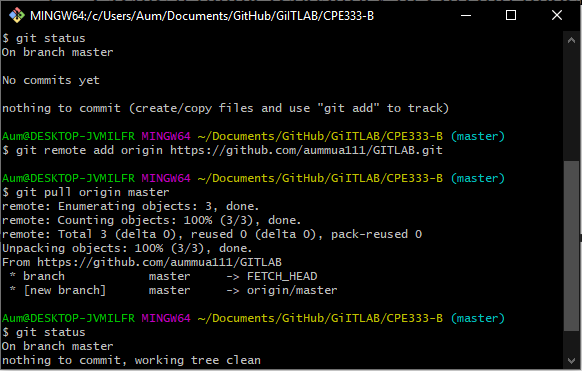 MINGW64:/c/Users/Aum/Documents/GitHub/GiITLAB/CPE333-B
$ git status
On branch master
No commits yet
nothing to commit (create/copy files and use "git add" to track)
Aum@DESKTOP-JVMILFR MINGW64 ~/Documents/GitHub/GiITLAB/CPE333-B (master)
$ git remote add origin https://github.com/aummua111/GITLAB.git
Aum@DESKTOP-JVMILFR MINGW64 ~/Documents/GitHub/GiITLAB/CPE333-B (master)
$ git pull origin master
remote: Enumerating objects: 3, done.
remote: Counting objects: 100% (3/3), done.
remote: Total 3 (delta 0), reused 0 (delta 0), pack-reused 0
Unpacking objects: 100% (3/3), done.
From https://github.com/aummua111/GITLAB
 * branch            master     -> FETCH_HEAD
 * [new branch]      master     -> origin/master
Aum@DESKTOP-JVMILFR MINGW64 ~/Documents/GitHub/GiITLAB/CPE333-B (master)
$ git status
On branch master
nothing to commit, working tree clean